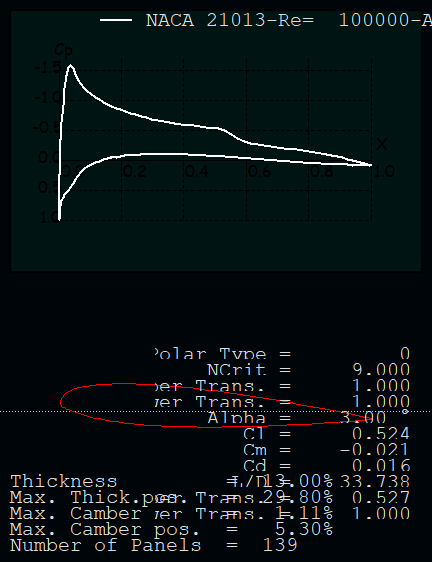 NACA 21013-Re= 100000-A
Cp
-1.5
-1.0
-0.5
X
0.0 0.2 0.4 0.6 0.8 1.0
0.5
1.0
Polar Type = 0
NCrit = 9.000
per Trans. = 1.000
er Trans. = 1.000
Alpha = 3.00 °
Cl = 0.524
Cm = -0.021
Cd = 0.016
Thickness = 13.00% L/D 33.738
Max. Thick.pos. = 29.80% per Trans. 0.527
Max. Camber = 1.11% er Trans. = 1.000
Max. Camber pos. = 5.30%
Number of Panels = 139